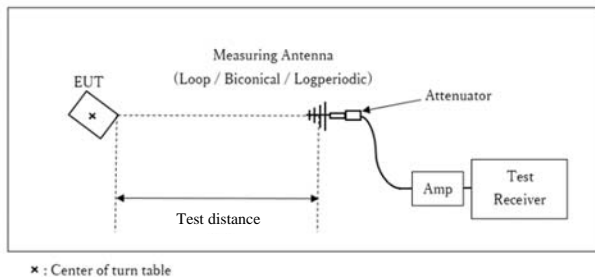 Measuring Antenna
(Loop / Biconical / Logperiodic)
EUT
Attenuator
Amp
Test
Receiver
Test distance
× : Center of turn table